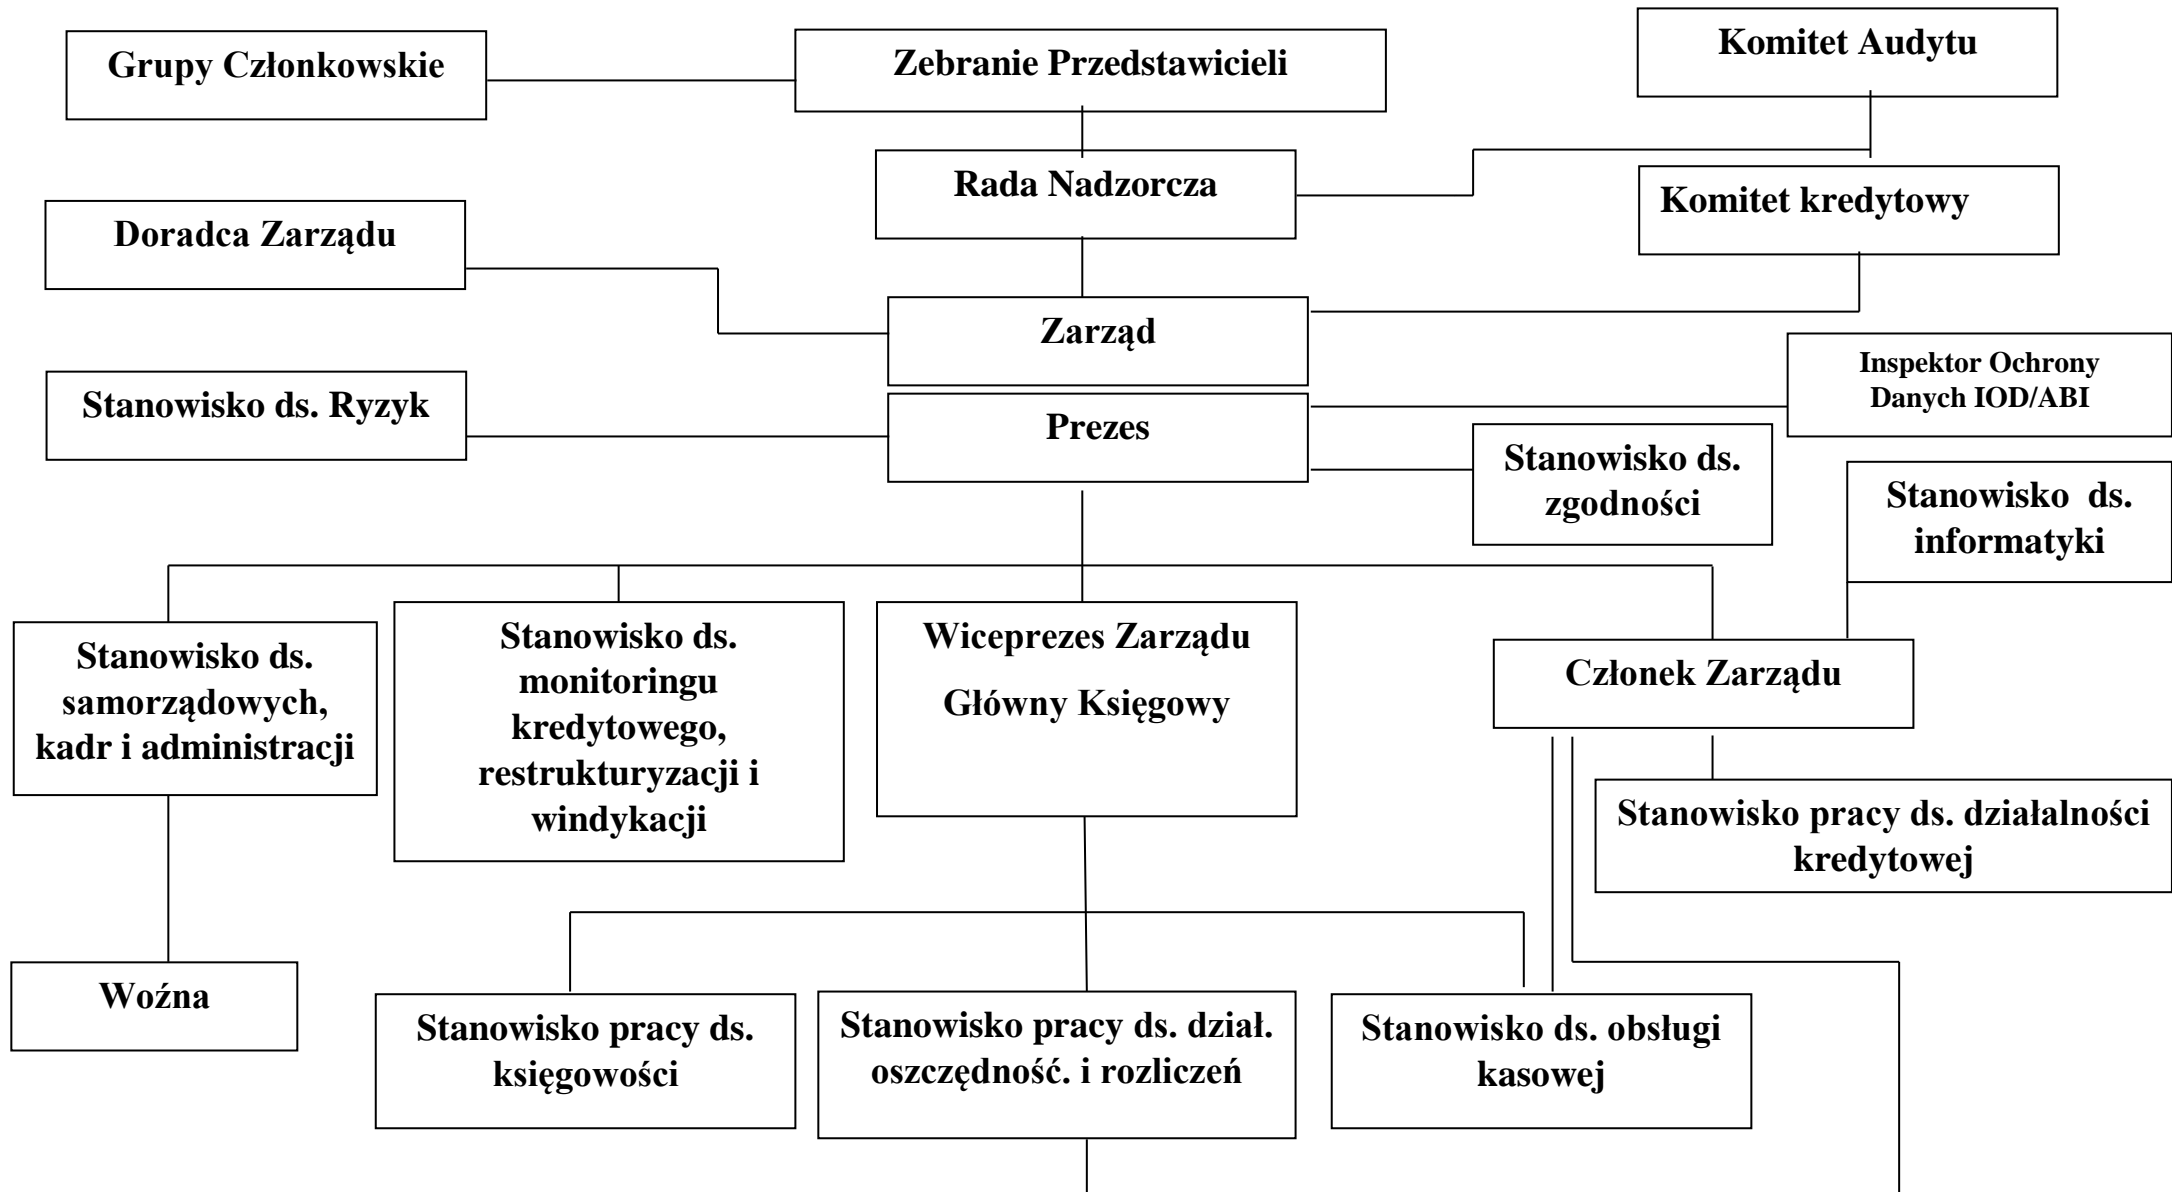 Grupy Członkowskie
Zebranie Przedstawicieli
Komitet Audytu
Rada Nadzorcza
Komitet kredytowy
Doradca Zarządu
Zarząd
Inspektor Ochrony
Danych IOD/ABI
Stanowisko ds. Ryzyk
Prezes
Stanowisko ds.
zgodności
Stanowisko  ds.
informatyki
Stanowisko ds.
samorządowych,
kadr i administracji
Stanowisko ds.
monitoringu
kredytowego,
restrukturyzacji i
windykacji
Wiceprezes Zarządu
Główny Księgowy
Członek Zarządu
Stanowisko pracy ds. działalności
kredytowej
Woźna
Stanowisko pracy ds.
księgowości
Stanowisko pracy ds. dział.
oszczędność. i rozliczeń
Stanowisko ds. obsługi
kasowej